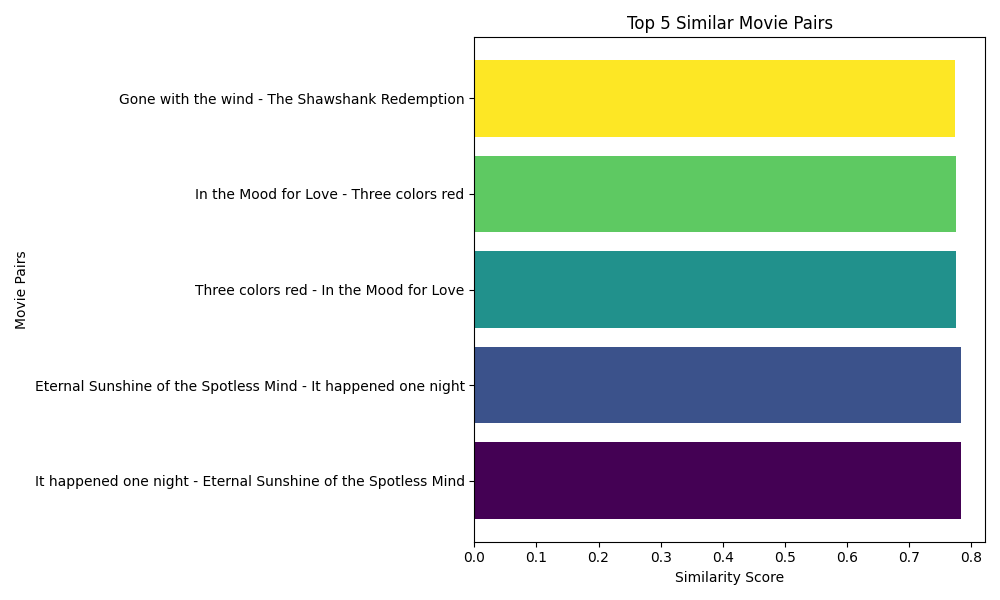 Top 5 Similar Movie Pairs
Gone with the wind - The Shawshank Redemption
In the Mood for Love - Three colors red
Three colors red - In the Mood for Love
Eternal Sunshine of the Spotless Mind - It happened one night
It happened one night - Eternal Sunshine of the Spotless Mind
Movie Pairs
0.0 0.1 0.2 0.3 0.4 0.5 0.6 0.7 0.8
Similarity Score